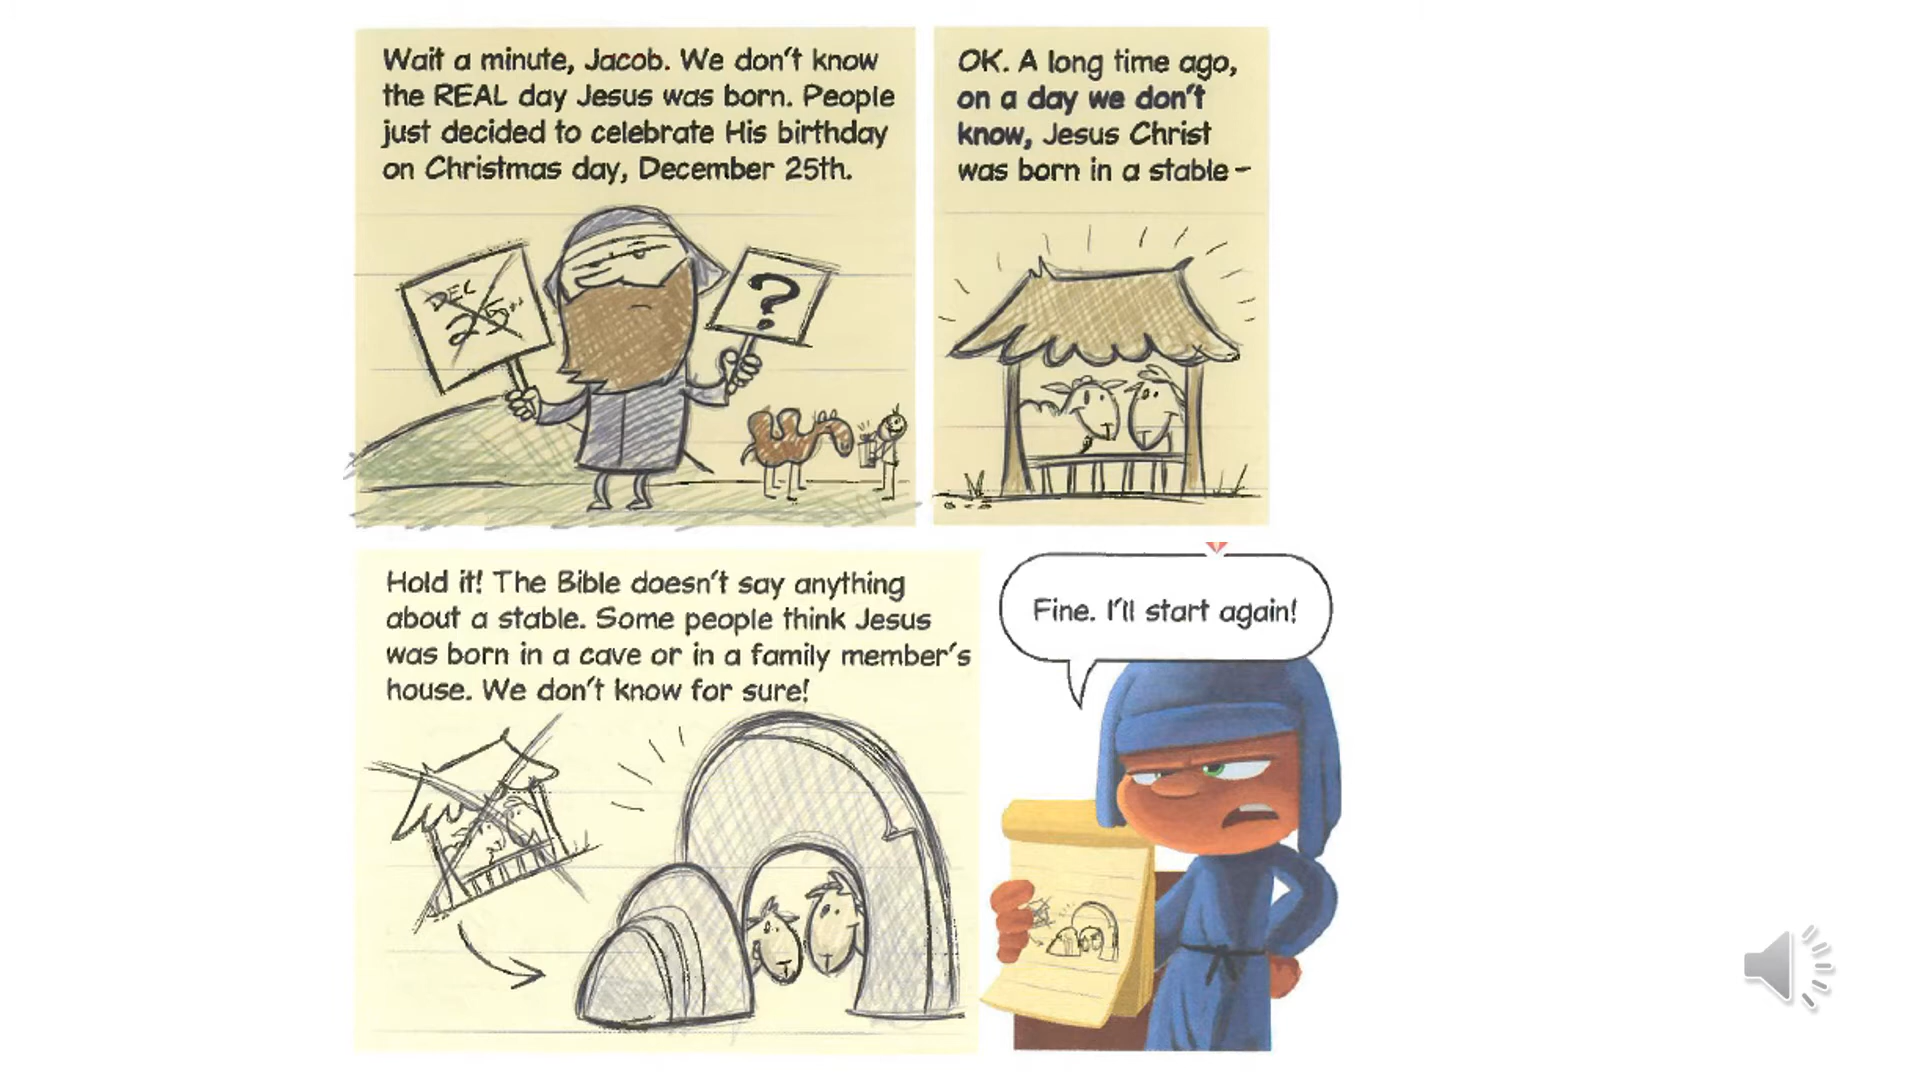 Wait a minute, Jacob. We don't know
the REAL day Jesus was born. People
just decided to celebrate His birthday
on Christmas day, December 25th.
DEC
25th
?
OK. A long time ago,
on a day we don't
know, Jesus Christ
was born in a stable -
Hold it! The Bible doesn't say anything
about a stable. Some people think Jesus
was born in a cave or in a family member's
house. We don't know for sure!
Fine. I'll start again!